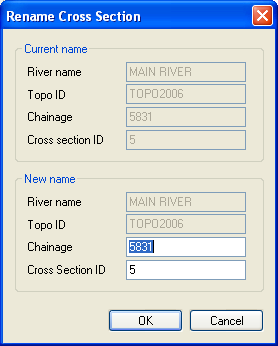 Rename Cross Section
Current name
River name MAIN RIVER
Topo ID TOPO2006
Chainage 5831
Cross section ID 5
New name
River name MAIN RIVER
Topo ID TOPO2006
Chainage 5831
Cross Section ID 5
OK Cancel